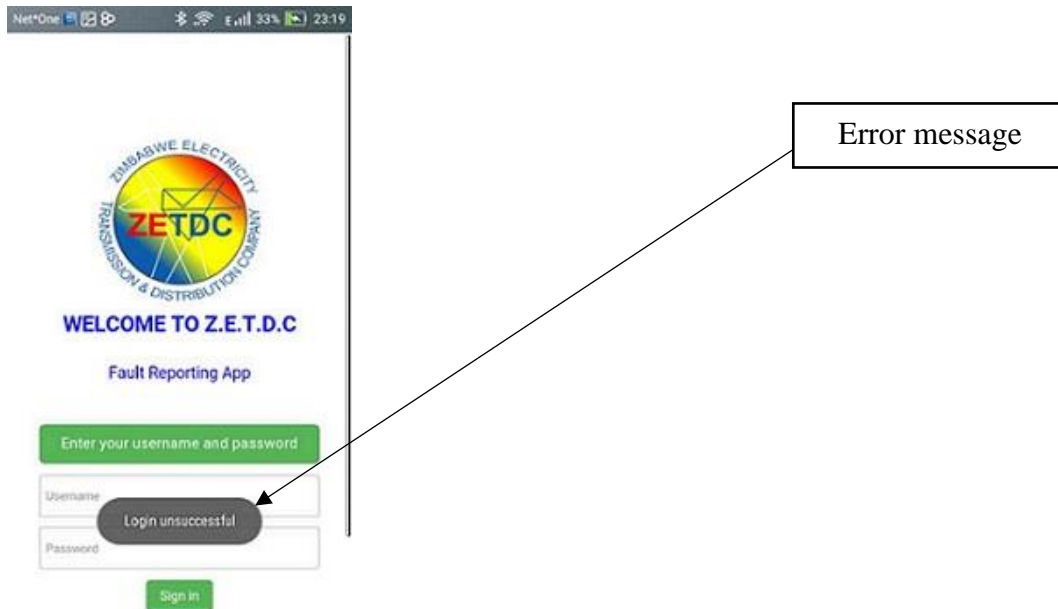 Net*One E 33% 23:19
Error message
ZIMBABWE ELECTRICITY
TRANSMISSION & DISTRIBUTION COMPANY
ZETDC
WELCOME TO Z.E.T.D.C
Fault Reporting App
Enter your username and password
Username
Login unsuccessful
Password
Sign in